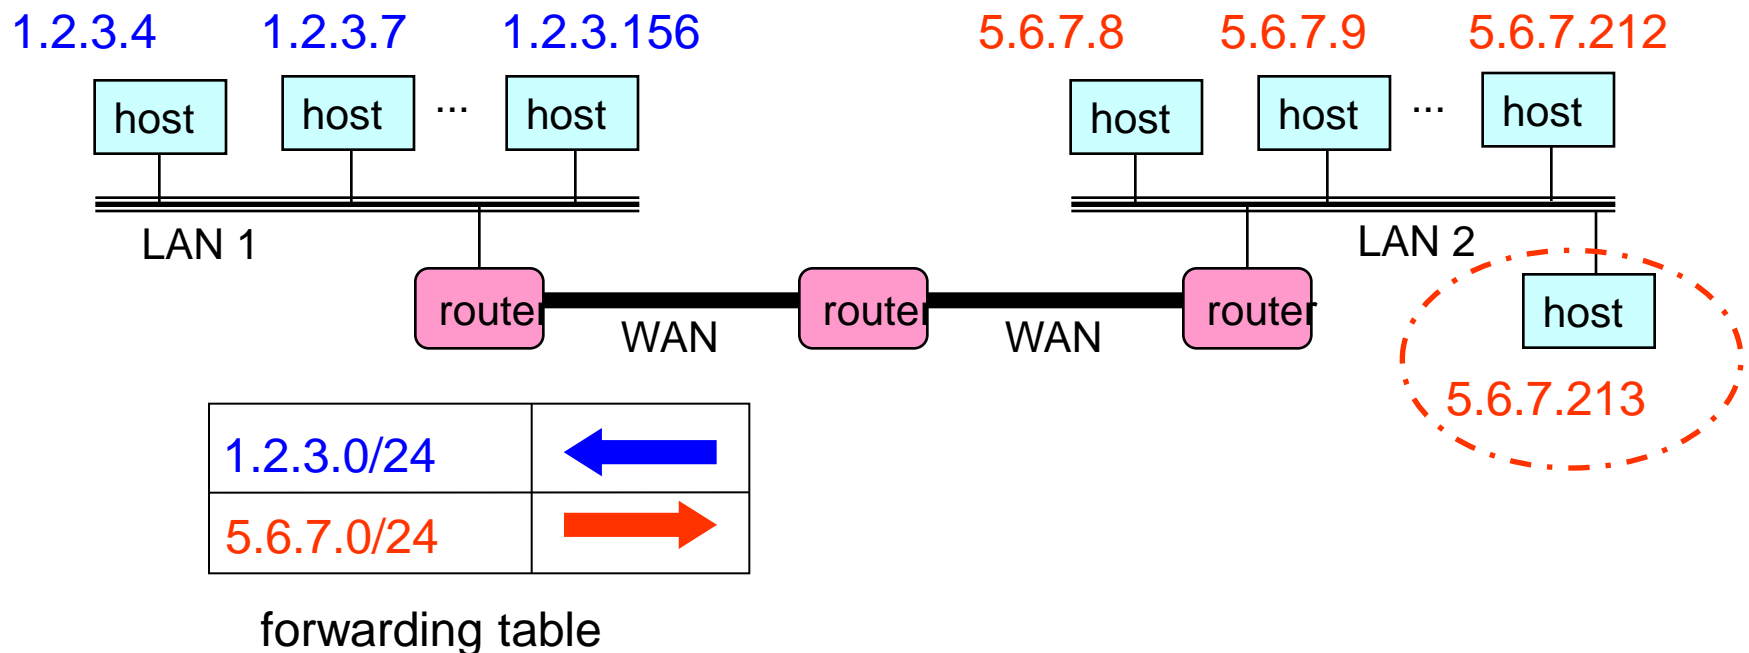 1.2.3.4 1.2.3.7 1.2.3.156 5.6.7.8 5.6.7.9 5.6.7.212
host host ... host host host ... host
LAN 1 LAN 2
router router router host
WAN WAN
5.6.7.213
1.2.3.0/24
5.6.7.0/24
forwarding table